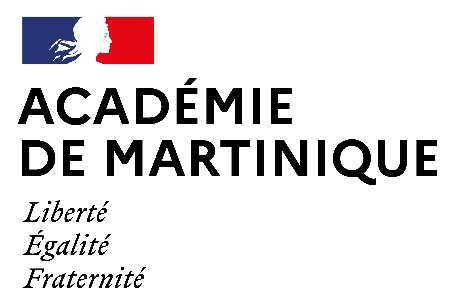 ACADÉMIE
DE MARTINIQUE
Liberté
Égalité
Fraternité